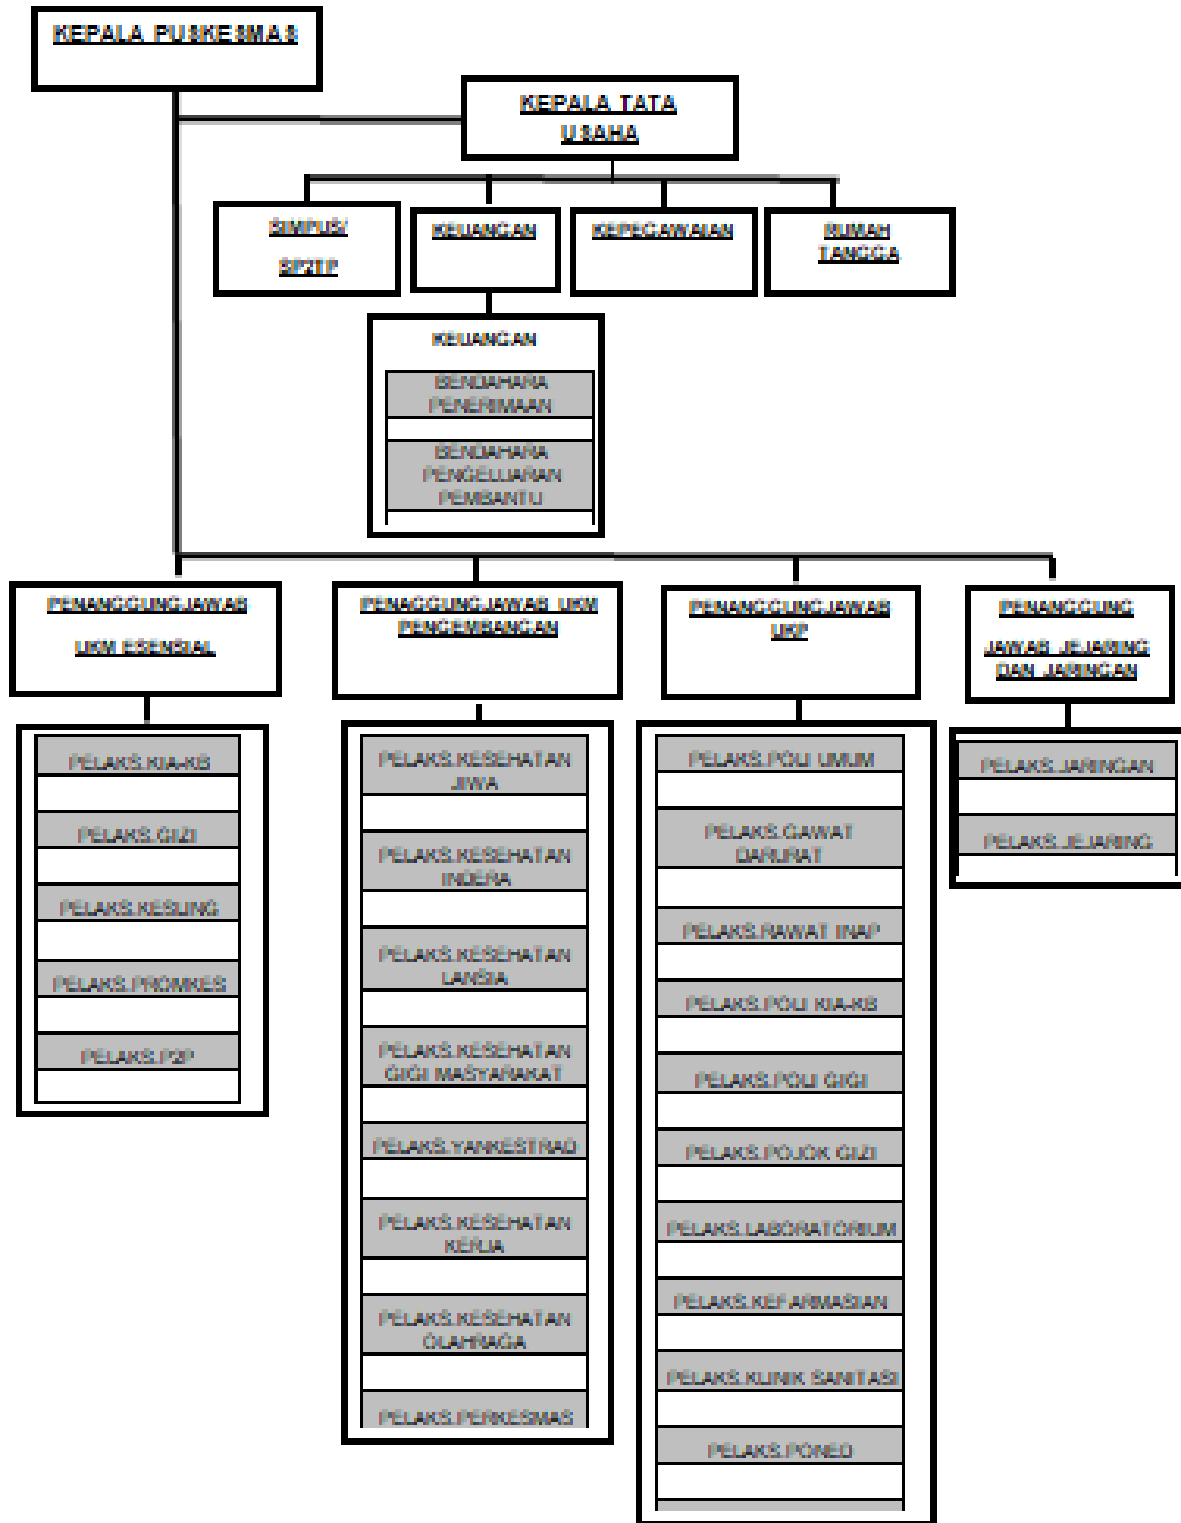 KEPALA PUSKESMAS
KEPALA TATA
USAHA
SIMPUS/
SP2TP
KEUANGAN
KEPEGAWAIAN
RUMAH
TANGGA
KEUANGAN
BENDAHARA
PENERIMAAN
BENDAHARA
PENGELUARAN
PEMBANTU
PENANGGUNGJAWAB
UKM ESENSIAL
PELAKS.KIA-KB
PELAKS.GIZI
PELAKS.KESLING
PELAKS.PROMKES
PELAKS.P2P
PENAGGUNGJAWAB UKM
PENGEMBANGAN
PELAKS.KESEHATAN
JIWA
PELAKS.KESEHATAN
INDERA
PELAKS.KESEHATAN
LANSIA
PELAKS.KESEHATAN
GIGI MASYARAKAT
PELAKS.YANKESTRAD
PELAKS.KESEHATAN
KERJA
PELAKS.KESEHATAN
OLAHRAGA
PELAKS.PERKESMAS
PENANGGUNGJAWAB
UKP
PELAKS.POLI UMUM
PELAKS.GAWAT
DARURAT
PELAKS.RAWAT INAP
PELAKS.POLI KIA-KB
PELAKS.POLI GIGI
PELAKS.POJOK GIZI
PELAKS.LABORATORIUM
PELAKS.KEFARMASIAN
PELAKS.KLINIK SANITASI
PELAKS.PONED
PENANGGUNG
JAWAB JEJARING
DAN JARINGAN
PELAKS.JARINGAN
PELAKS.JEJARING